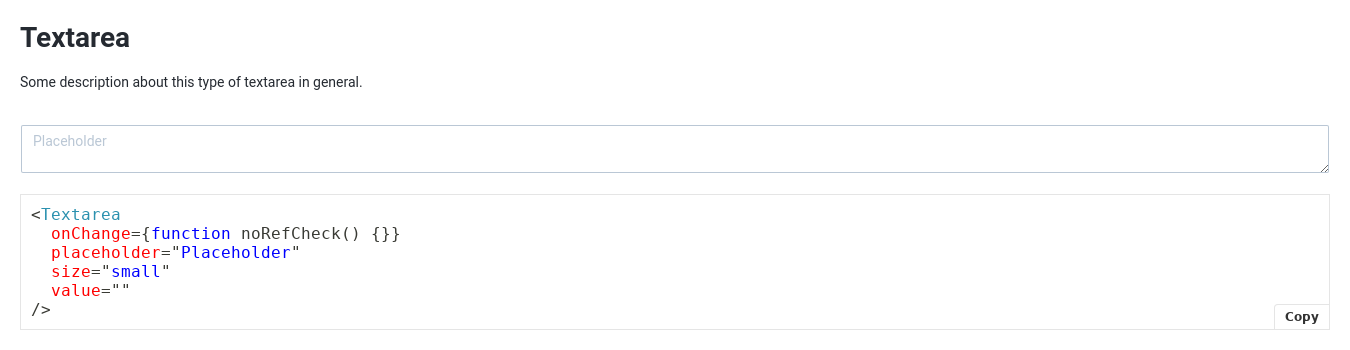 Textarea
Some description about this type of textarea in general.
Placeholder
<Textarea
  onChange={function noRefCheck() {}}
  placeholder="Placeholder"
  size="small"
  value=""
/>
Copy